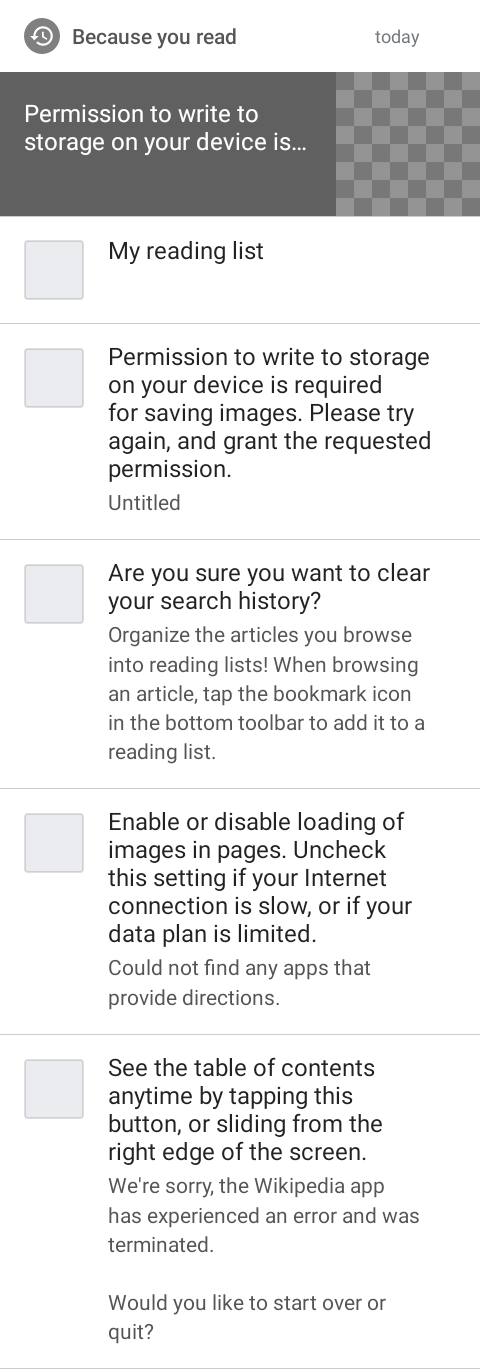 Because you read
today
Permission to write to
storage on your device is…
My reading list
Permission to write to storage
on your device is required
for saving images. Please try
again, and grant the requested
permission.
Untitled
Are you sure you want to clear
your search history?
Organize the articles you browse
into reading lists! When browsing
an article, tap the bookmark icon
in the bottom toolbar to add it to a
reading list.
Enable or disable loading of
images in pages. Uncheck
this setting if your Internet
connection is slow, or if your
data plan is limited.
Could not find any apps that
provide directions.
See the table of contents
anytime by tapping this
button, or sliding from the
right edge of the screen.
We're sorry, the Wikipedia app
has experienced an error and was
terminated.
Would you like to start over or
quit?